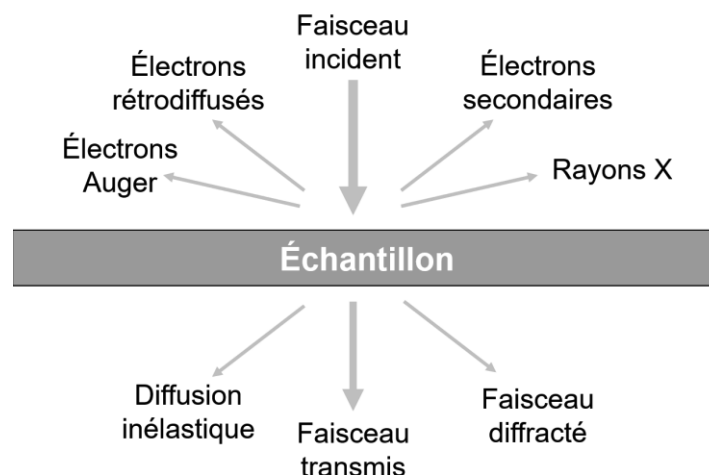 Faisceau
incident
Électrons
rétrodiffusés
Électrons
secondaires
Électrons
Auger
Rayons X
Échantillon
Diffusion
inélastique
Faisceau
transmis
Faisceau
diffracté